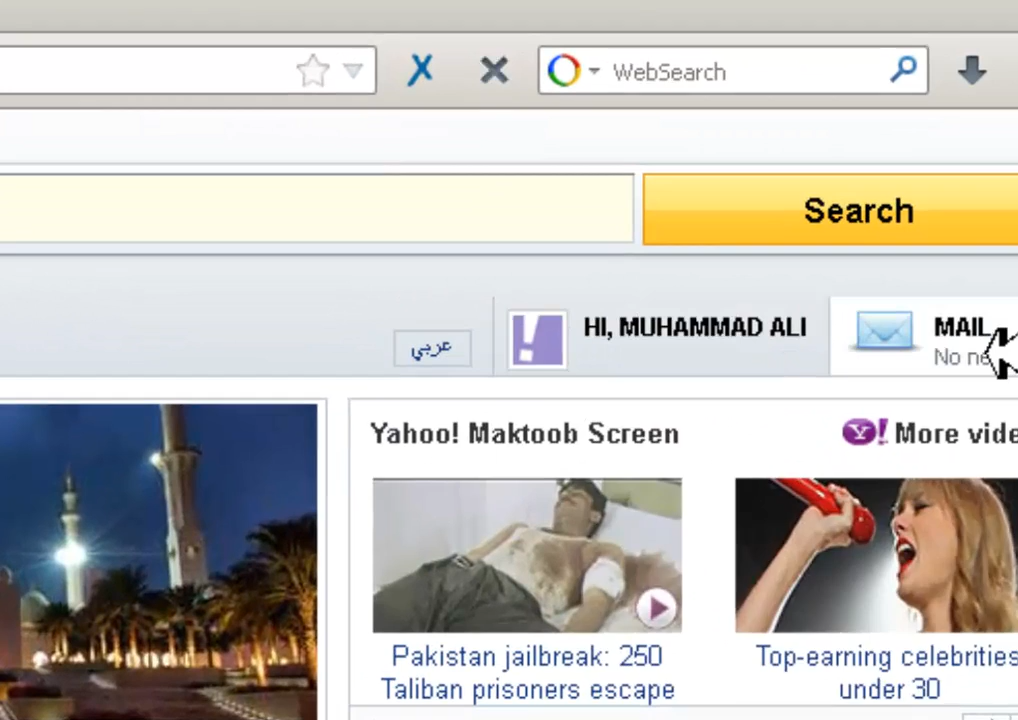 WebSearch
Search
عربي
HI, MUHAMMAD ALI
MAIL
No
Yahoo! Maktoob Screen
Y! More
Pakistan jailbreak: 250
Taliban prisoners escape
Top-earning celebrities
under 30